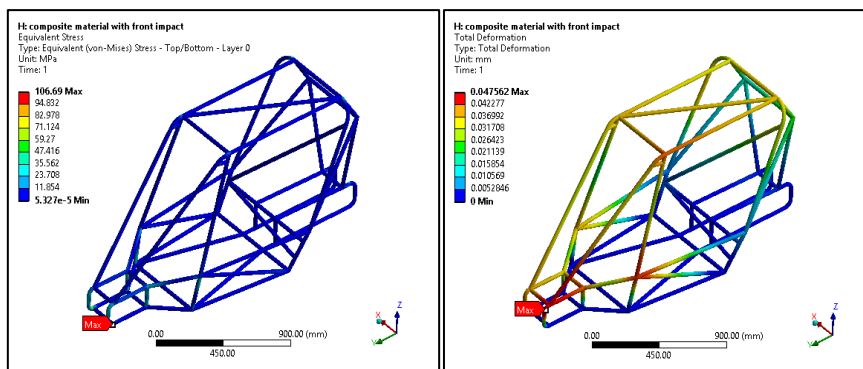 H: composite material with front impact
Equivalent Stress
Type: Equivalent (von-Mises) Stress - Top/Bottom - Layer 0
Unit: MPa
Time: 1
106.69 Max
94.832
82.978
71.124
59.27
47.416
35.562
23.708
11.854
5.327e-5 Min
Max
0.00
900.00 (mm)
450.00
X
Y
Z
H: composite material with front impact
Total Deformation
Type: Total Deformation
Unit: mm
Time: 1
0.047562 Max
0.042277
0.036992
0.031708
0.026423
0.021139
0.015854
0.010569
0.0052846
0 Min
Max
0.00
900.00 (mm)
450.00
X
Y
Z